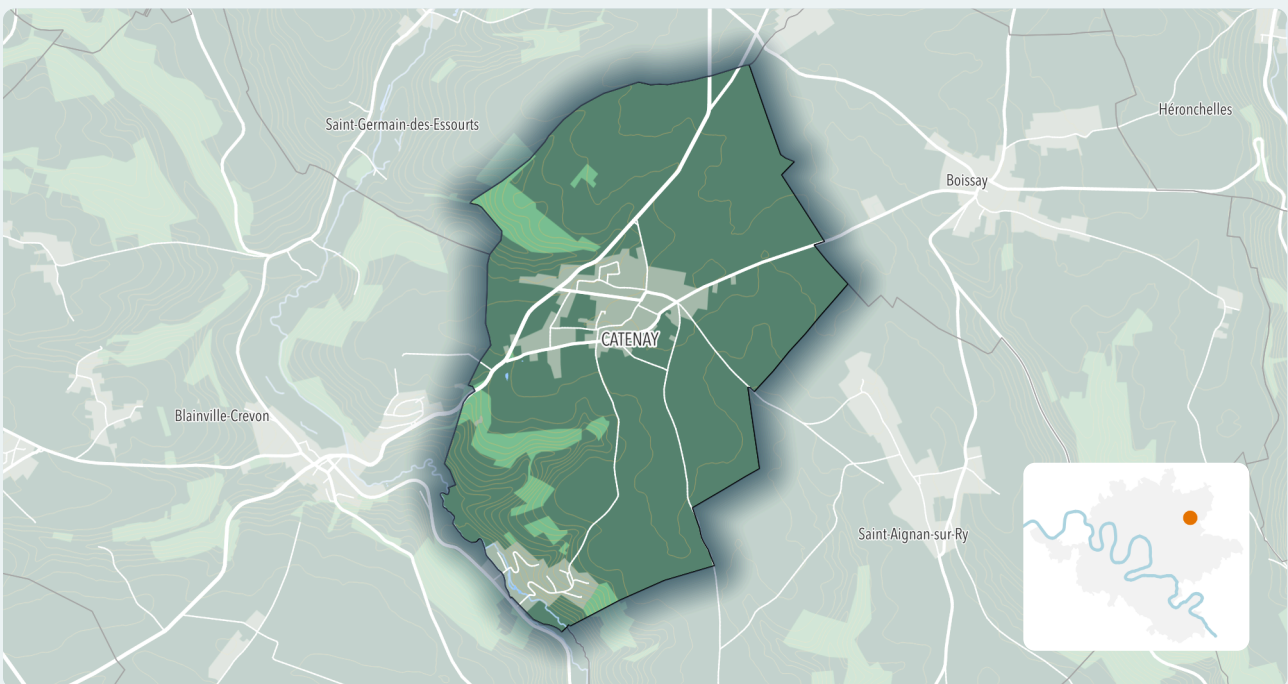 Héronchelles
Saint-Germain-des-Essourts
Boissay
CATENAY
Blainville-Crevon
Saint-Aignan-sur-Ry